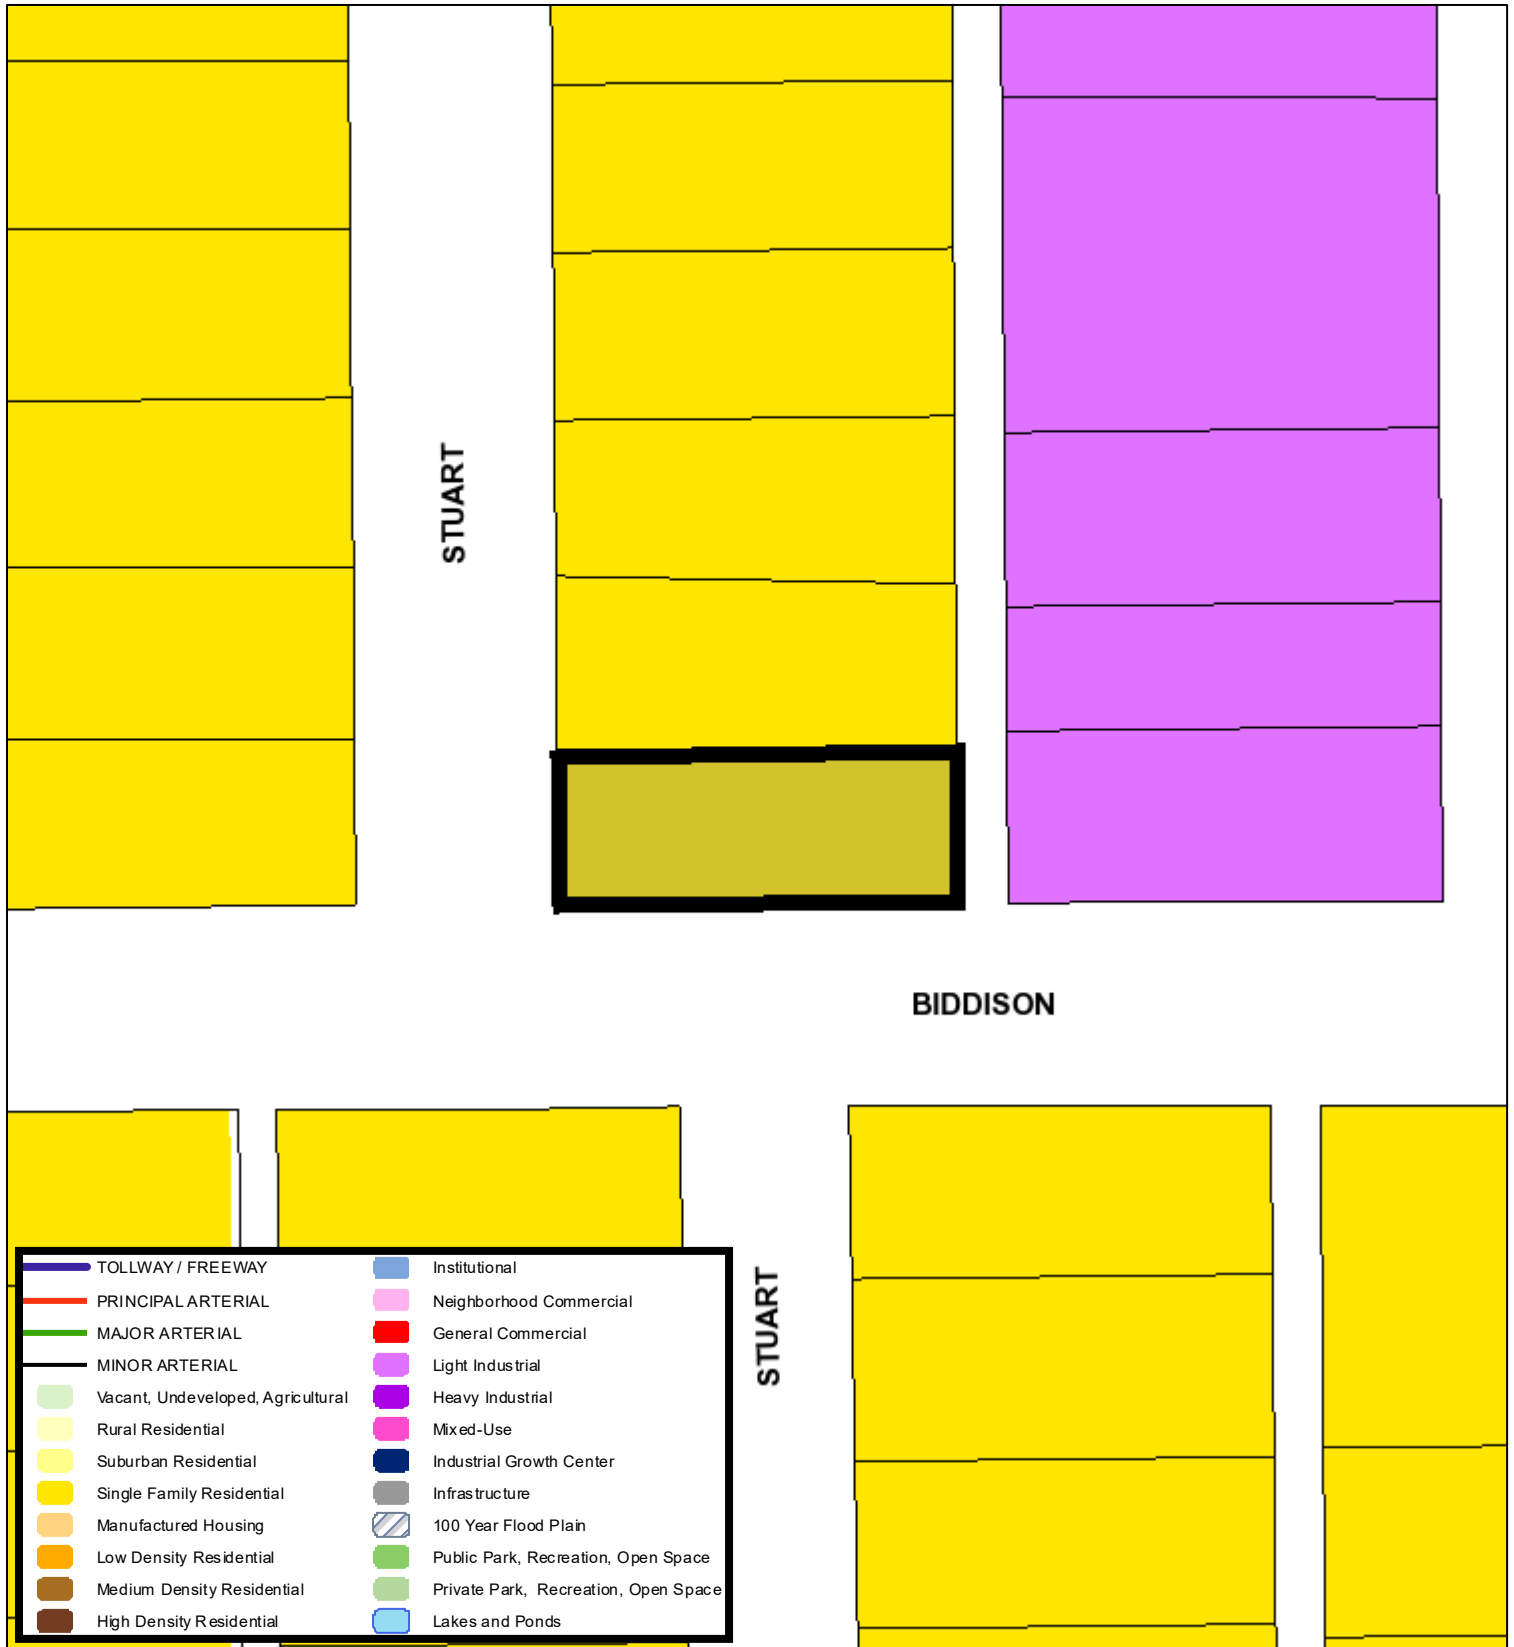 STUART
BIDDISON
STUART
TOLLWAY / FREEWAY
PRINCIPAL ARTERIAL
MAJOR ARTERIAL
MINOR ARTERIAL
Vacant, Undeveloped, Agricultural
Rural Residential
Suburban Residential
Single Family Residential
Manufactured Housing
Low Density Residential
Medium Density Residential
High Density Residential
Institutional
Neighborhood Commercial
General Commercial
Light Industrial
Heavy Industrial
Mixed-Use
Industrial Growth Center
Infrastructure
100 Year Flood Plain
Public Park, Recreation, Open Space
Private Park, Recreation, Open Space
Lakes and Ponds